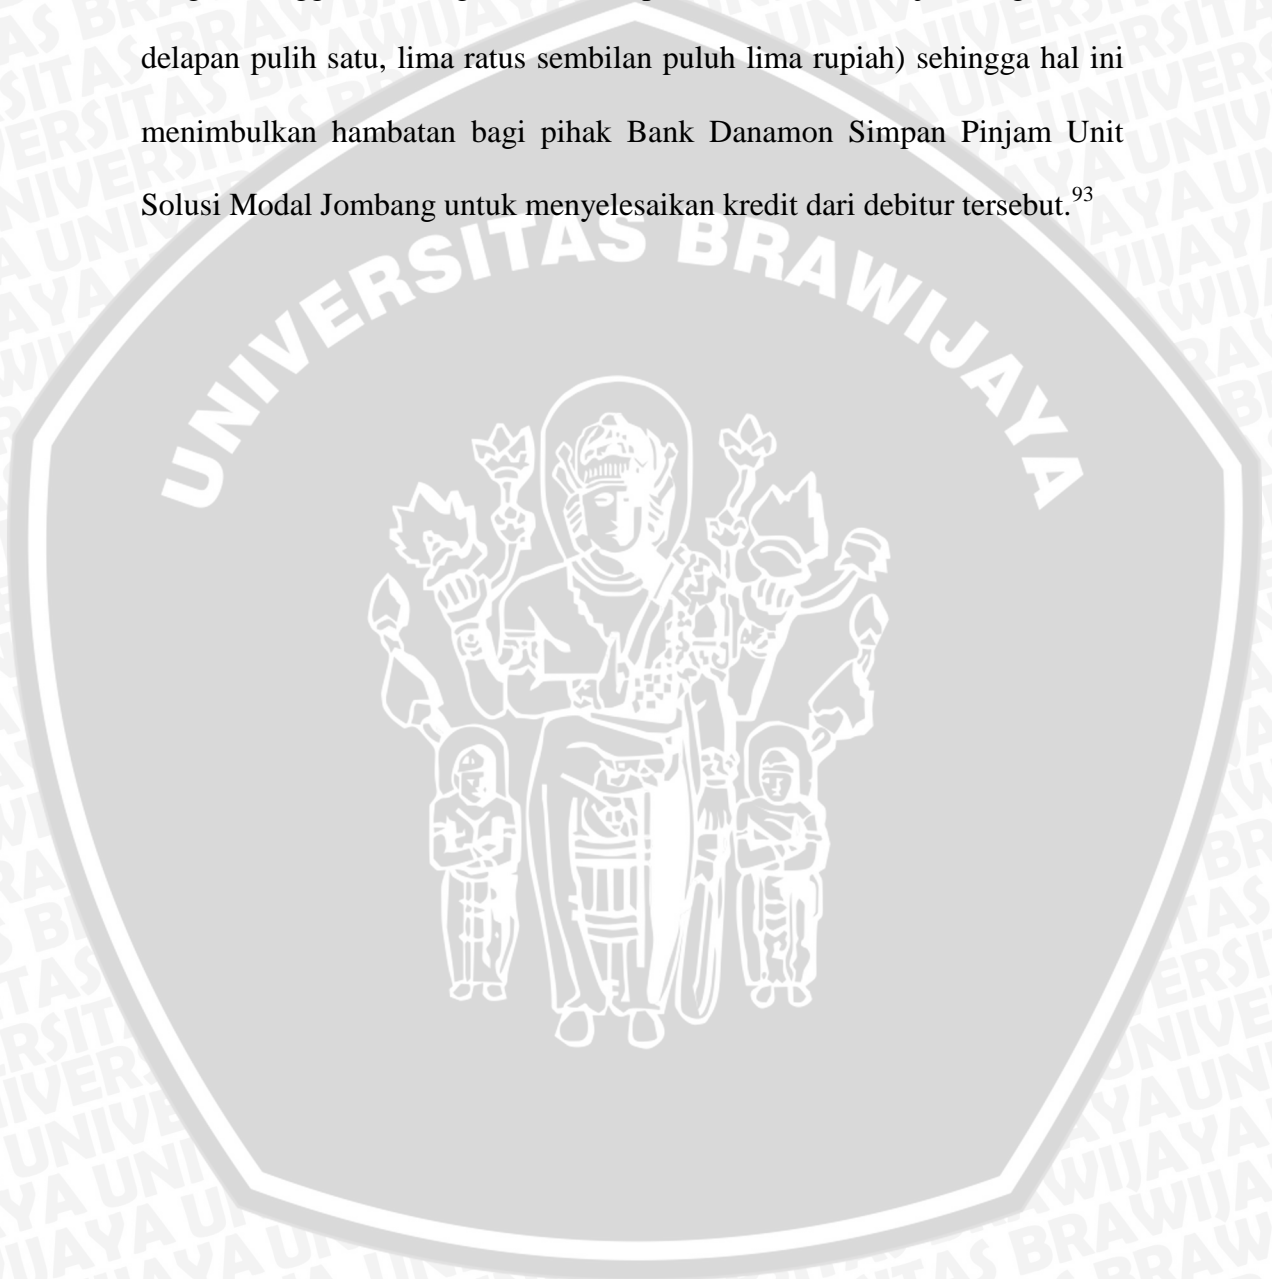 delapan pulih satu, lima ratus sembilan puluh lima rupiah) sehingga hal ini
menimbulkan hambatan bagi pihak Bank Danamon Simpan Pinjam Unit
Solusi Modal Jombang untuk menyelesaikan kredit dari debitur tersebut.93
UNIVERSITAS BRAWIJAYA